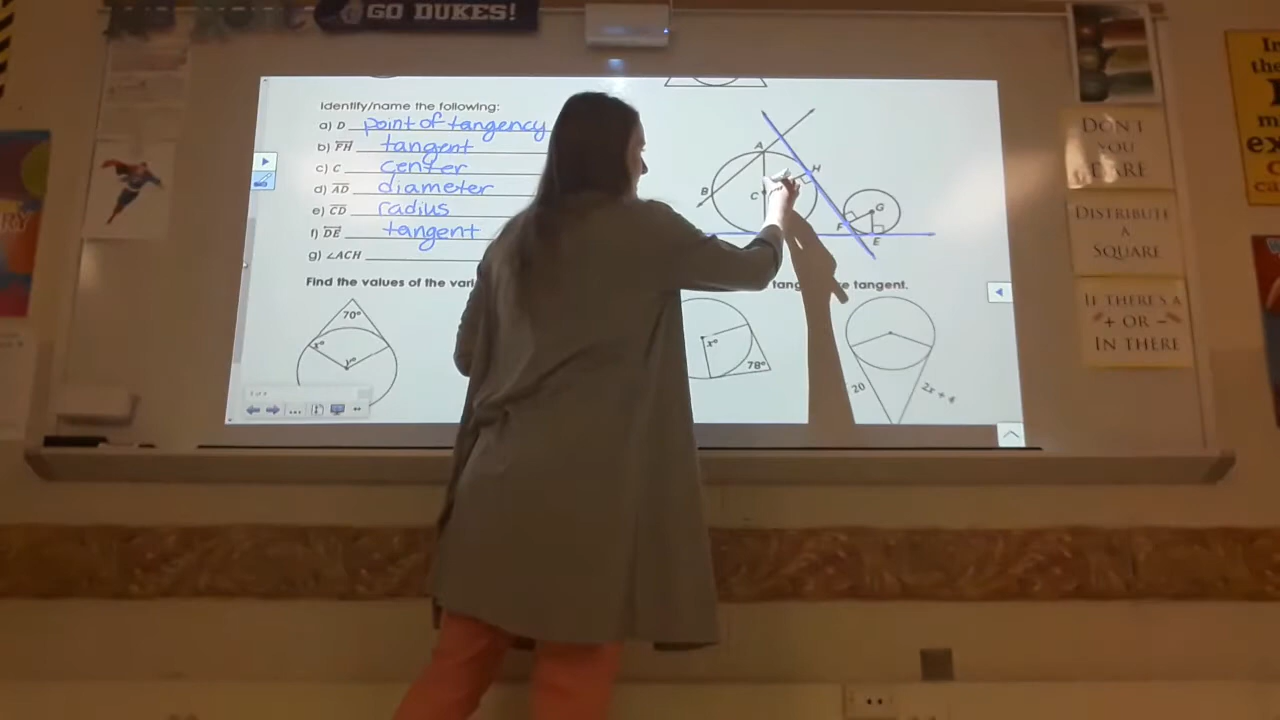 GO DUKES!
Identify/name the following:
a) D point of tangency
b) FH tangent
c) C center
d) AD diameter
e) CD radius
f) DE tangent
g) ∠ACH
A
H
B
C
G
F
E
Find the values of the vari
tang
e tangent.
70°
x°
y°
x°
78°
20
2x + 4
DON'T
YOU
DARE
DISTRIBUTE
A
SQUARE
IF THERE'S A
+ OR −
IN THERE